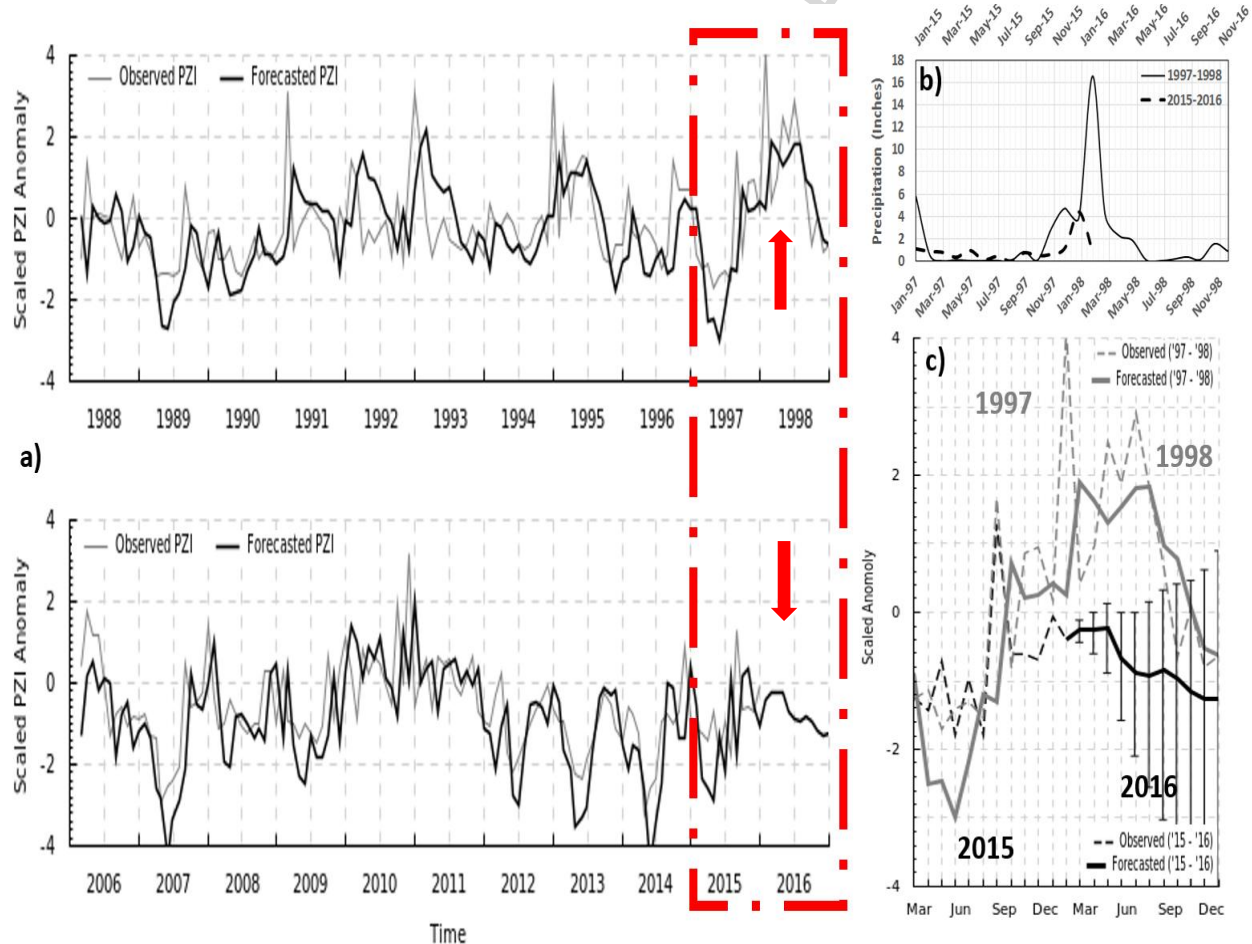 4
2
0
-2
-4
Scaled PZI Anomaly
Observed PZI
Forecasted PZI
1988 1989 1990 1991 1992 1993 1994 1995 1996 1997 1998
a)
4
2
0
-2
-4
Scaled PZI Anomaly
Observed PZI
Forecasted PZI
2006 2007 2008 2009 2010 2011 2012 2013 2014 2015 2016
Time
Jan-15 Mar-15 May-15 Jul-15 Sep-15 Nov-15 Jan-16 Mar-16 May-16 Jul-16 Sep-16 Nov-16
b)
1997-1998
2015-2016
Precipitation (Inches)
18
16
14
12
10
8
6
4
2
0
Jan-97 Mar-97 May-97 Jul-97 Sep-97 Nov-97 Jan-98 Mar-98 May-98 Jul-98 Sep-98 Nov-98
c)
Observed ('97 - '98)
Forecasted ('97 - '98)
1997
1998
4
2
0
-2
-4
Scaled Anomoly
2016
2015
Observed ('15 - '16)
Forecasted ('15 - '16)
Mar Jun Sep Dec Mar Jun Sep Dec